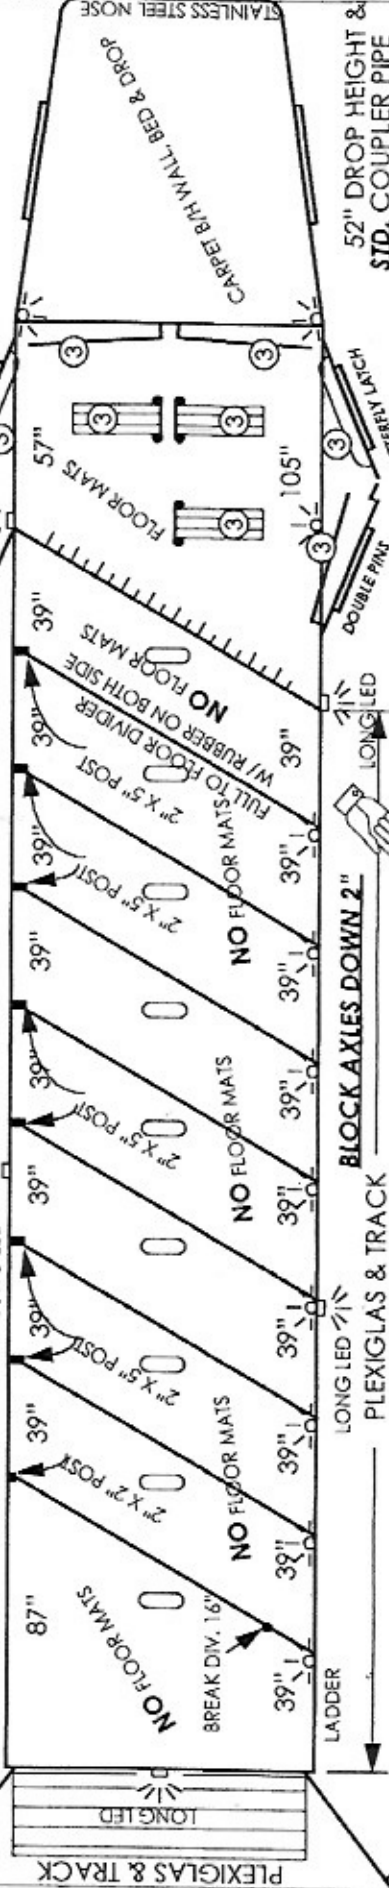 STAINLESS STEEL NOSE
CARPET B/H WALL, BED & DROP
52" DROP HEIGHT &
STD. COUPLER PIPE
3
3
3
3
3
3
3
3
57"
FLOOR MATS
105"
BUTTERFLY LATCH
DOUBLE PINS
39"
NO FLOOR MATS
FULL TO FLOOR DIVIDER
W/ RUBBER ON BOTH SIDE
39"
LONG LED
39"
2" X 5" POST
NO FLOOR MATS
39"
39"
2" X 5" POST
39"
BLOCK AXLES DOWN 2"
39"
39"
39"
2" X 5" POST
NO FLOOR MATS
39"
39"
39"
LONG LED
PLEXIGLAS & TRACK
39"
2" X 5" POST
39"
39"
2" X 2" POST
NO FLOOR MATS
39"
87"
NO FLOOR MATS
BREAK DIV. 16"
39"
LADDER
LONG LED
PLEXIGLAS & TRACK